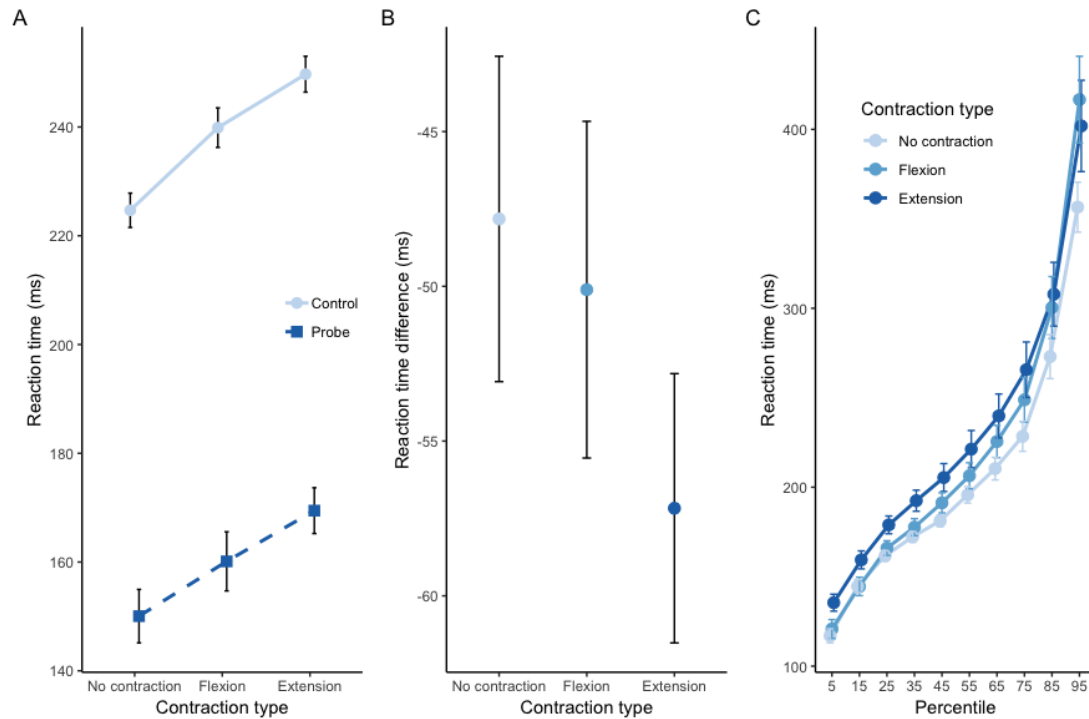 A
Reaction time (ms)
240
220
200
180
160
140
Control
Probe
No contraction Flexion Extension
Contraction type
B
Reaction time difference (ms)
-45
-50
-55
-60
No contraction Flexion Extension
Contraction type
C
Reaction time (ms)
400
300
200
100
Contraction type
No contraction
Flexion
Extension
5 15 25 35 45 55 65 75 85 95
Percentile